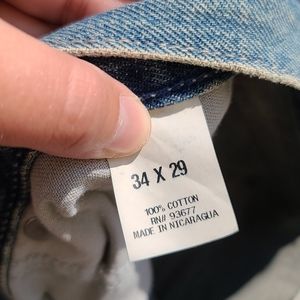 34 X 29
100% COTTON
RN# 93677
MADE IN NICARAGUA